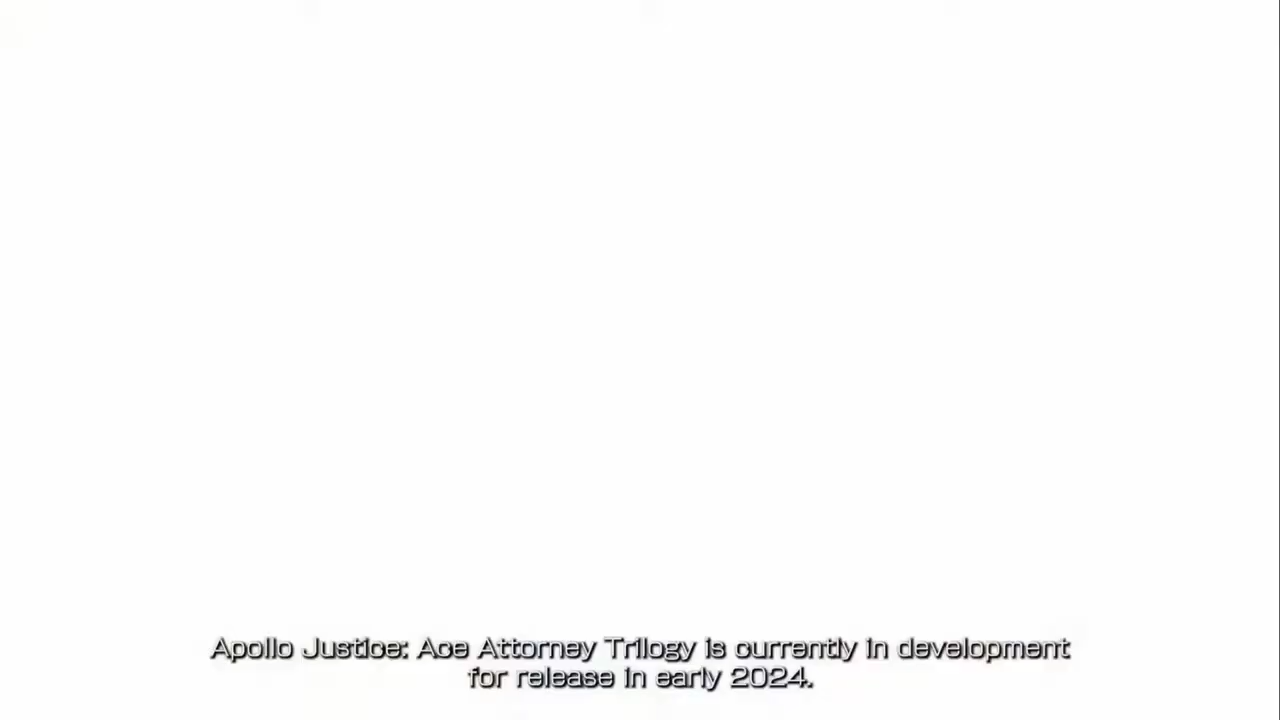 Apollo Justice: Ace Attorney Trilogy is currently in development
for release in early 2024.